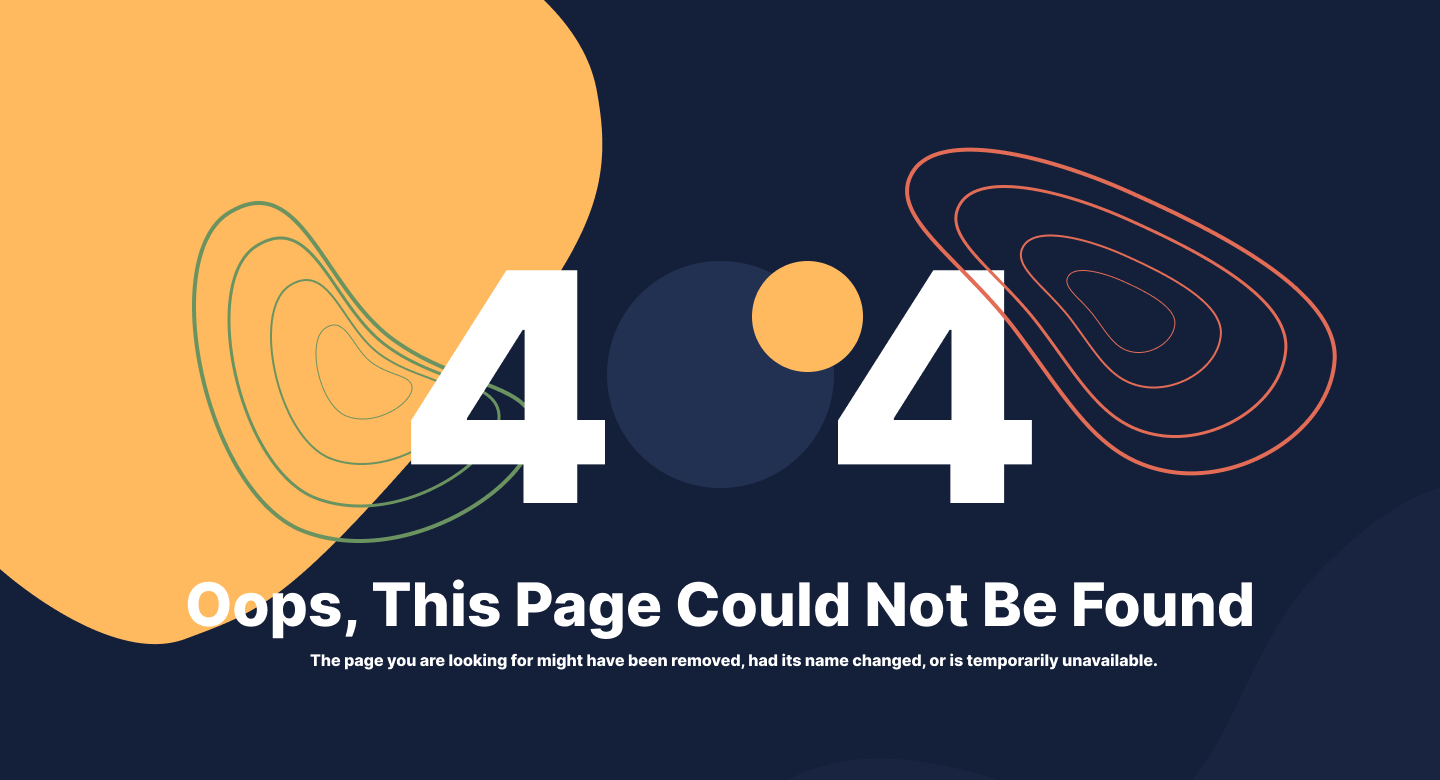 4 4
Oops, This Page Could Not Be Found
The page you are looking for might have been removed, had its name changed, or is temporarily unavailable.